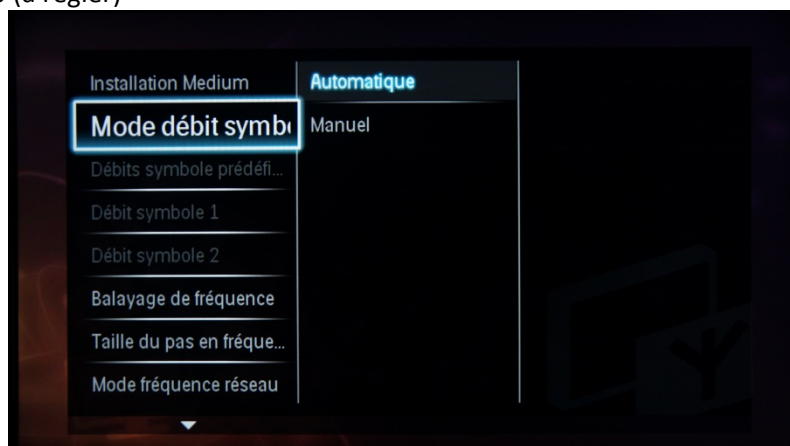 (à régler)
Installation Medium
Automatique
Mode débit symb
Manuel
Débits symbole prédéfi...
Débit symbole 1
Débit symbole 2
Balayage de fréquence
Taille du pas en fréque...
Mode fréquence réseau